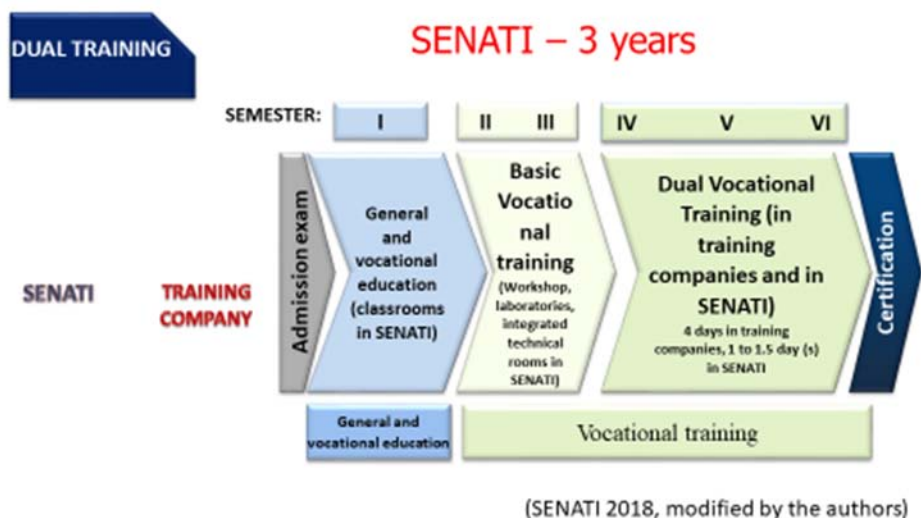 DUAL TRAINING
SENATI – 3 years
SEMESTER:
I
II
III
IV
V
VI
SENATI
TRAINING
COMPANY
Admission exam
General
and
vocational
education
(classrooms
in SENATI)
Basic
Vocatio
nal
training
(Workshop,
laboratories,
integrated
technical
rooms in
SENATI)
Dual Vocational
Training (in
training
companies and in
SENATI)
4 days in training
companies, 1 to 1.5 day (s)
in SENATI
Certification
General and
vocational education
Vocational training
(SENATI 2018, modified by the authors)